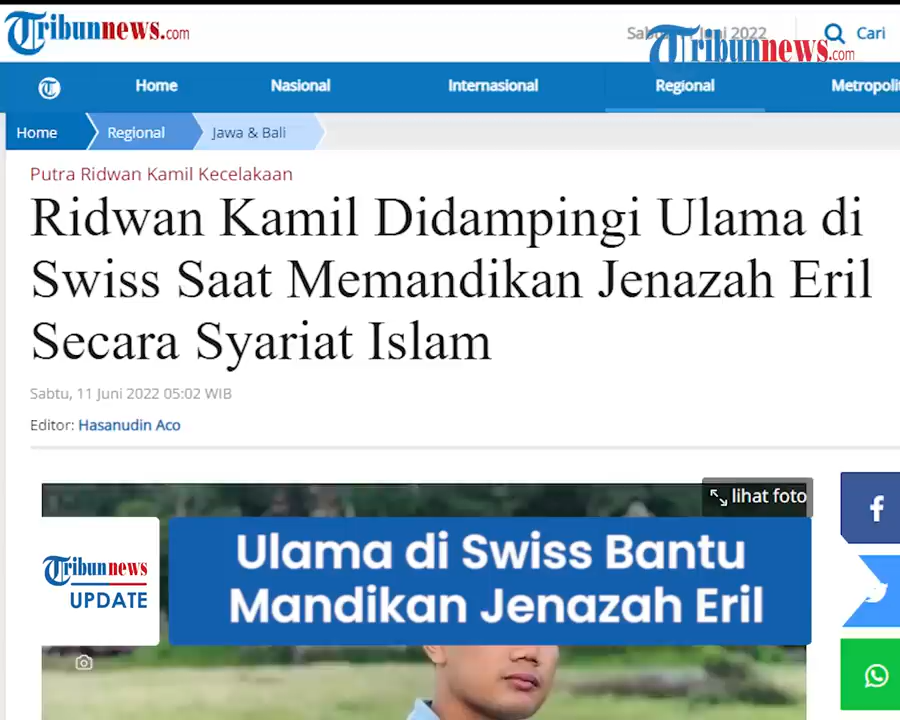 Tribunnews.com
Sabtu, 11 Juni 2022
Cari
Tribunnews.com
Home
Nasional
Internasional
Regional
Metropoli
Home
Regional
Jawa & Bali
Putra Ridwan Kamil Kecelakaan
Ridwan Kamil Didampingi Ulama di
Swiss Saat Memandikan Jenazah Eril
Secara Syariat Islam
Sabtu, 11 Juni 2022 05:02 WIB
Editor: Hasanudin Aco
lihat foto
Tribunnews
UPDATE
Ulama di Swiss Bantu
Mandikan Jenazah Eril